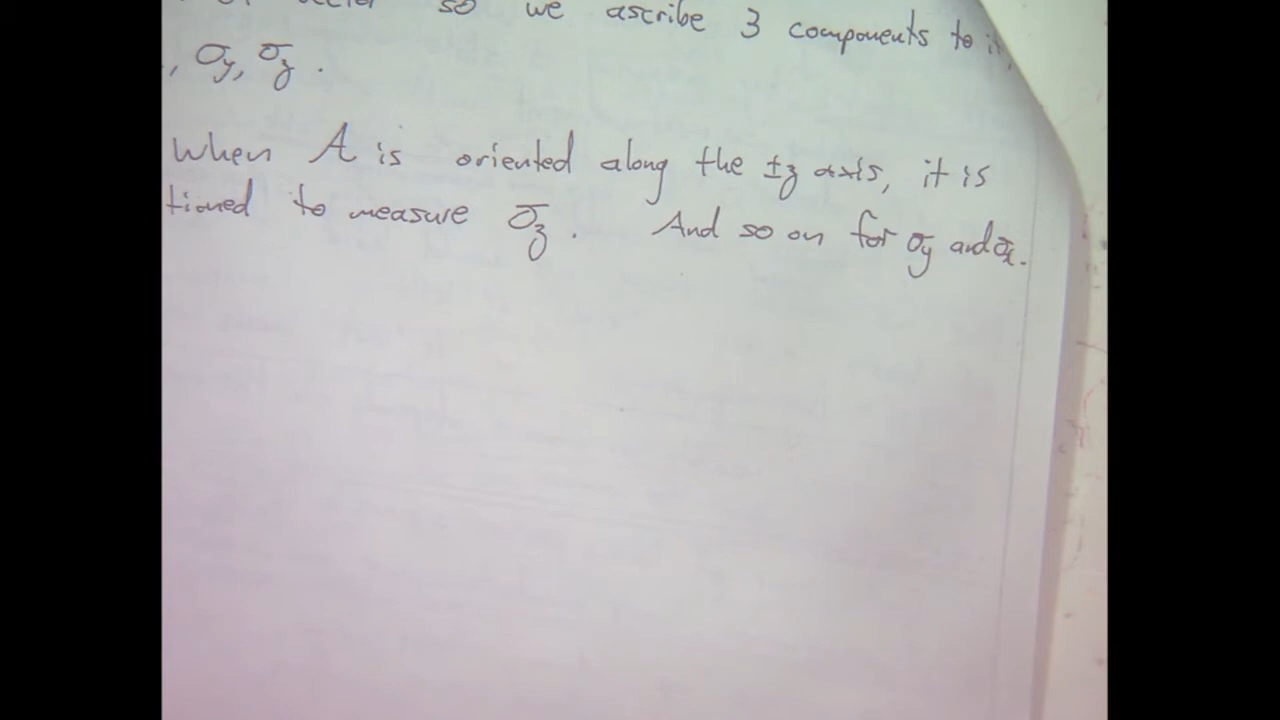 so we ascribe 3 components to it,
, σy, σz.
When A is oriented along the ±z axis, it is
tioned to measure σz. And so on for σy and σx.